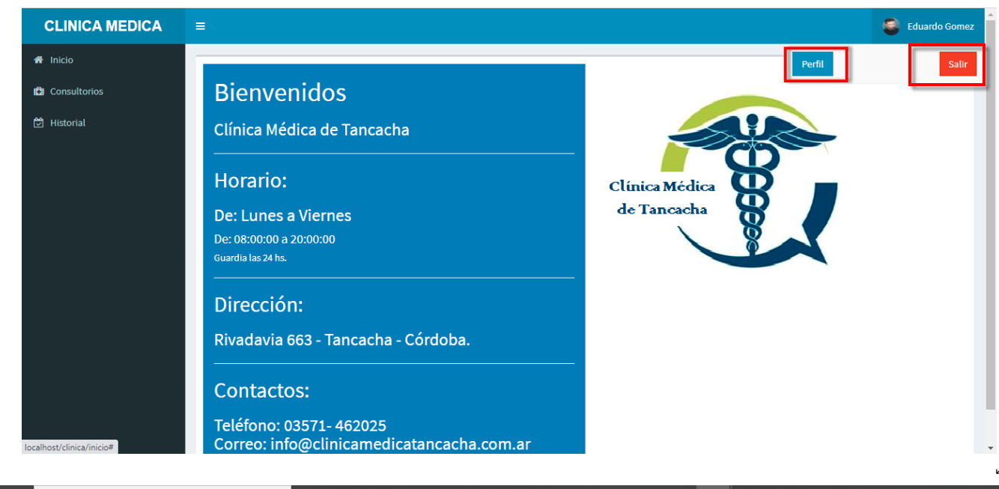 CLINICA MEDICA
Eduardo Gomez
Inicio
Consultorios
Historial
Perfil
Salir
Bienvenidos
Clínica Médica de Tancacha
Horario:
De: Lunes a Viernes
De: 08:00:00 a 20:00:00
Guardia las 24 hs.
Dirección:
Rivadavia 663 - Tancacha - Córdoba.
Contactos:
Teléfono: 03571- 462025
Correo: info@clinicamedicatancacha.com.ar
Clínica Médica
de Tancacha
localhost/clinica/inicio#